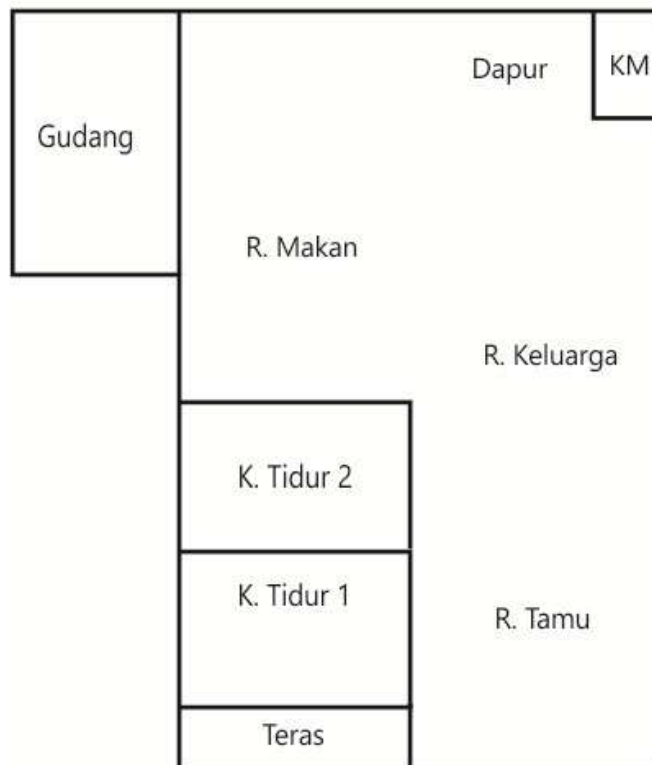 Dapur
KM
Gudang
R. Makan
R. Keluarga
K. Tidur 2
K. Tidur 1
R. Tamu
Teras